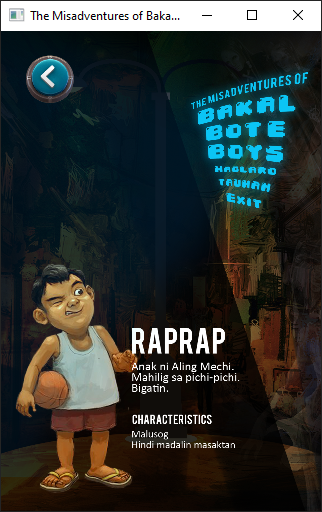 The Misadventures of Baka...
THE MISADVENTURES OF
BAKAL
BOTE
BOYS
MAGLARO
TAUHAN
EXIT
RAPRAP
Anak ni Aling Mechi.
Mahilig sa pichi-pichi.
Bigatin.
CHARACTERISTICS
Malusog
Hindi madalin masaktan